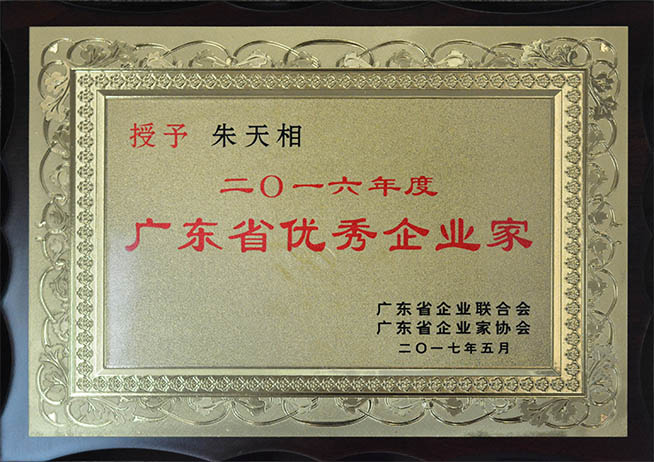 授予 朱天相
二〇一六年度
广东省优秀企业家
广东省企业联合会
广东省企业家协会
二〇一七年五月